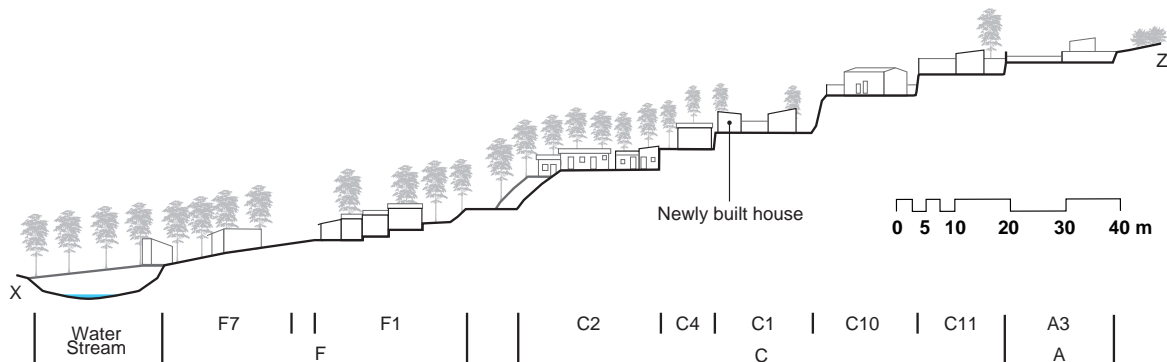 Z
Newly built house
0 5 10 20 30 40 m
X
Water
Stream
F7
F1
C2
C4
C1
C10
C11
A3
F
C
A